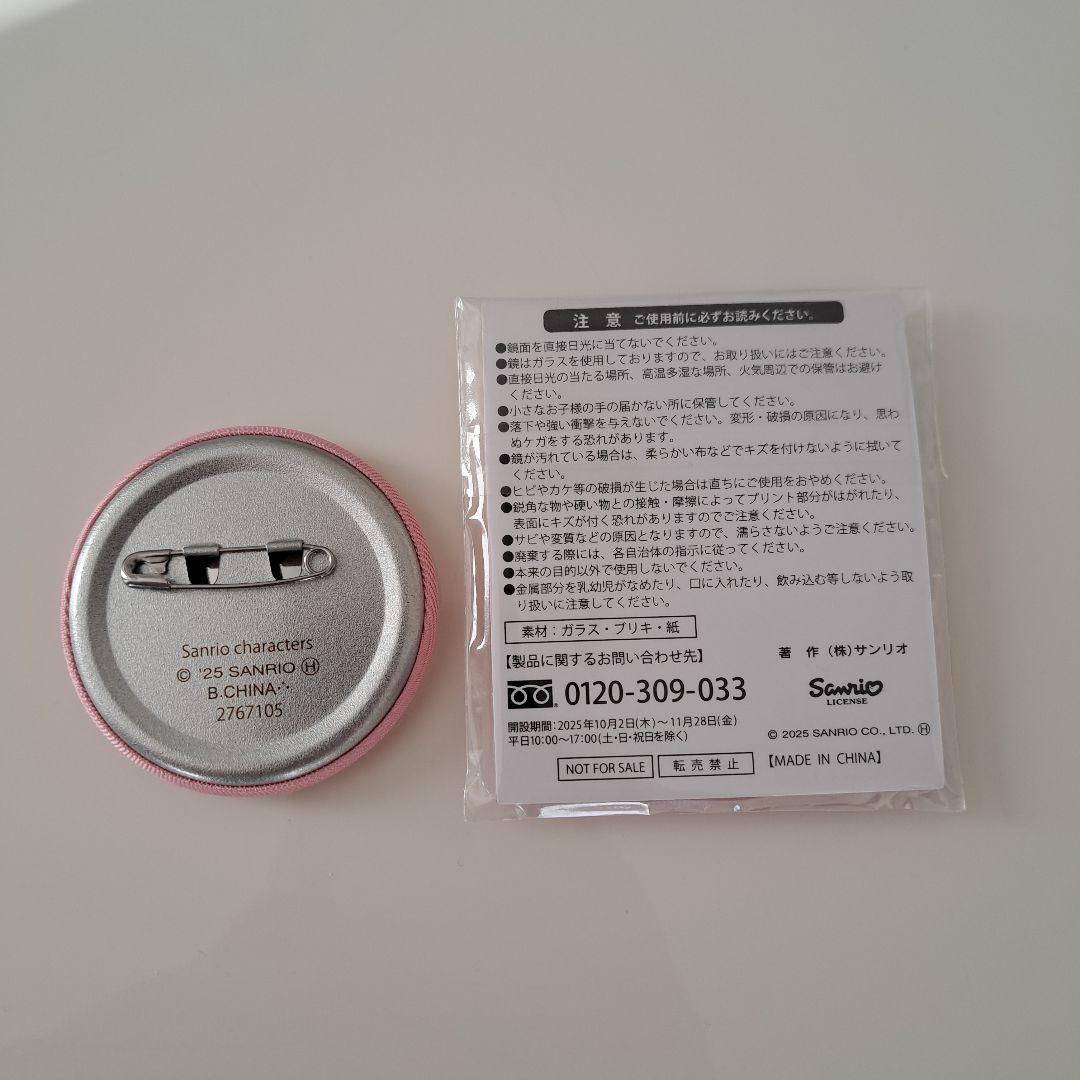 Sanrio characters
© '25 SANRIO Ⓗ
B.CHINA∴
2767105
注 意 ご使用前に必ずお読みください。
●鏡面を直接日光に当てないでください。
●鏡はガラスを使用しておりますので、お取り扱いにはご注意ください。
●直接日光の当たる場所、高温多湿な場所、火気周辺での保管はお避け
ください。
●小さなお子様の手の届かない所に保管してください。
●落下や強い衝撃を与えないでください。変形・破損の原因になり、思わ
ぬケガをする恐れがあります。
●鏡が汚れている場合は、柔らかい布などでキズを付けないように拭いて
ください。
●ヒビやカケ等の破損が生じた場合は直ちにご使用をおやめください。
●鋭角な物や硬い物との接触・摩擦によってプリント部分がはがれたり、
表面にキズが付く恐れがありますのでご注意ください。
●サビや変質などの原因となりますので、濡らさないようご注意ください。
●廃棄する際には、各自治体の指示に従ってください。
●本来の目的以外で使用しないでください。
●金属部分を乳幼児がなめたり、口に入れたり、飲み込む等しないよう取
り扱いに注意してください。
素材：ガラス・ブリキ・紙
【製品に関するお問い合わせ先】
0120-309-033
開設期間：2025年10月2日(木)～11月28日(金)
平日10:00～17:00(土・日・祝日を除く)
NOT FOR SALE 転売禁止
著 作 (株)サンリオ
Sanrio
LICENSE
© 2025 SANRIO CO., LTD. Ⓗ
【MADE IN CHINA】